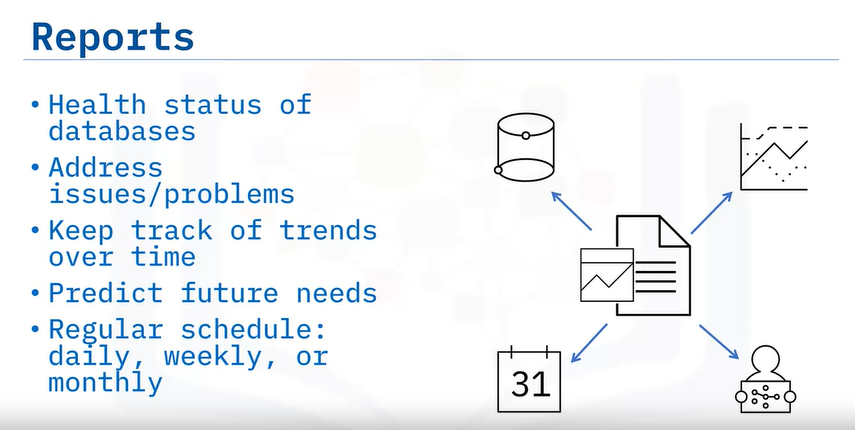 Reports
• Health status of
databases
• Address
issues/problems
• Keep track of trends
over time
• Predict future needs
• Regular schedule:
daily, weekly, or
monthly
31